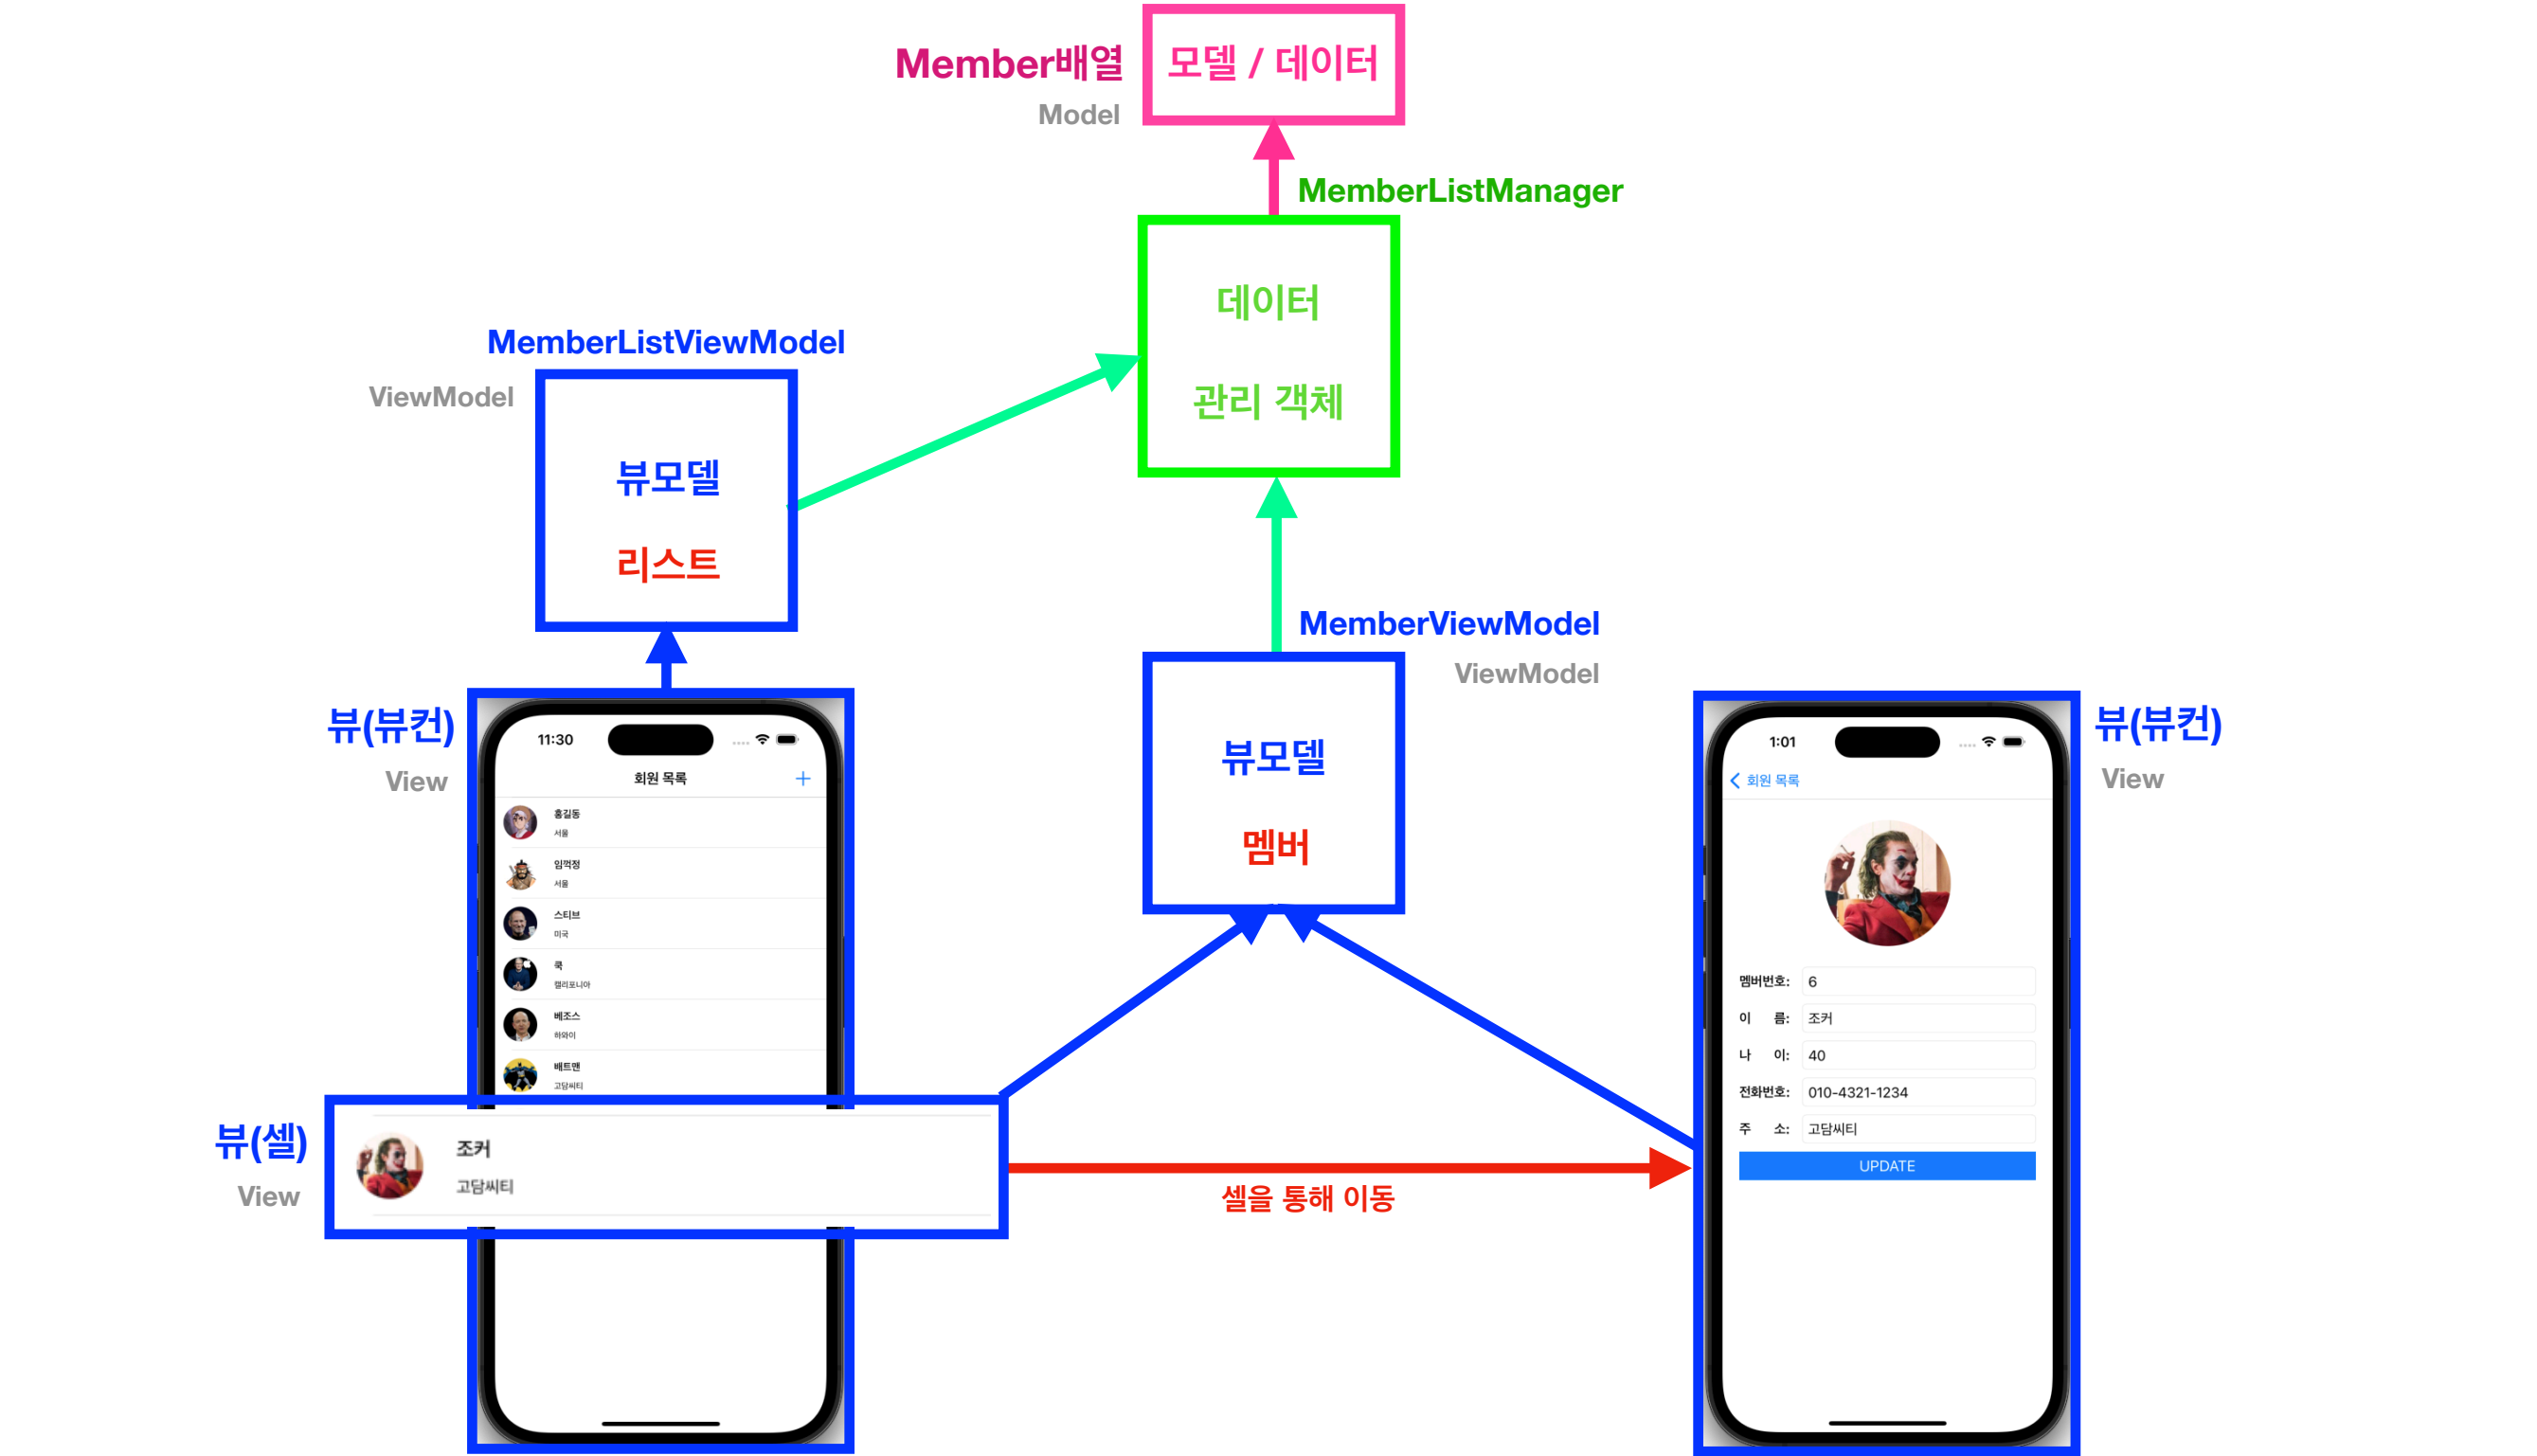 Member배열
모델 / 데이터
Model
MemberListManager
데이터
관리 객체
MemberListViewModel
ViewModel
뷰모델
리스트
MemberViewModel
ViewModel
뷰모델
멤버
뷰(뷰컨)
View
11:30
회원 목록
+
홍길동
서울
임꺽정
서울
스티브
미국
쿡
캘리포니아
베조스
하와이
배트맨
고담씨티
뷰(셀)
View
조커
고담씨티
셀을 통해 이동
뷰(뷰컨)
View
1:01
회원 목록
멤버번호: 6
이 름: 조커
나 이: 40
전화번호: 010-4321-1234
주 소: 고담씨티
UPDATE